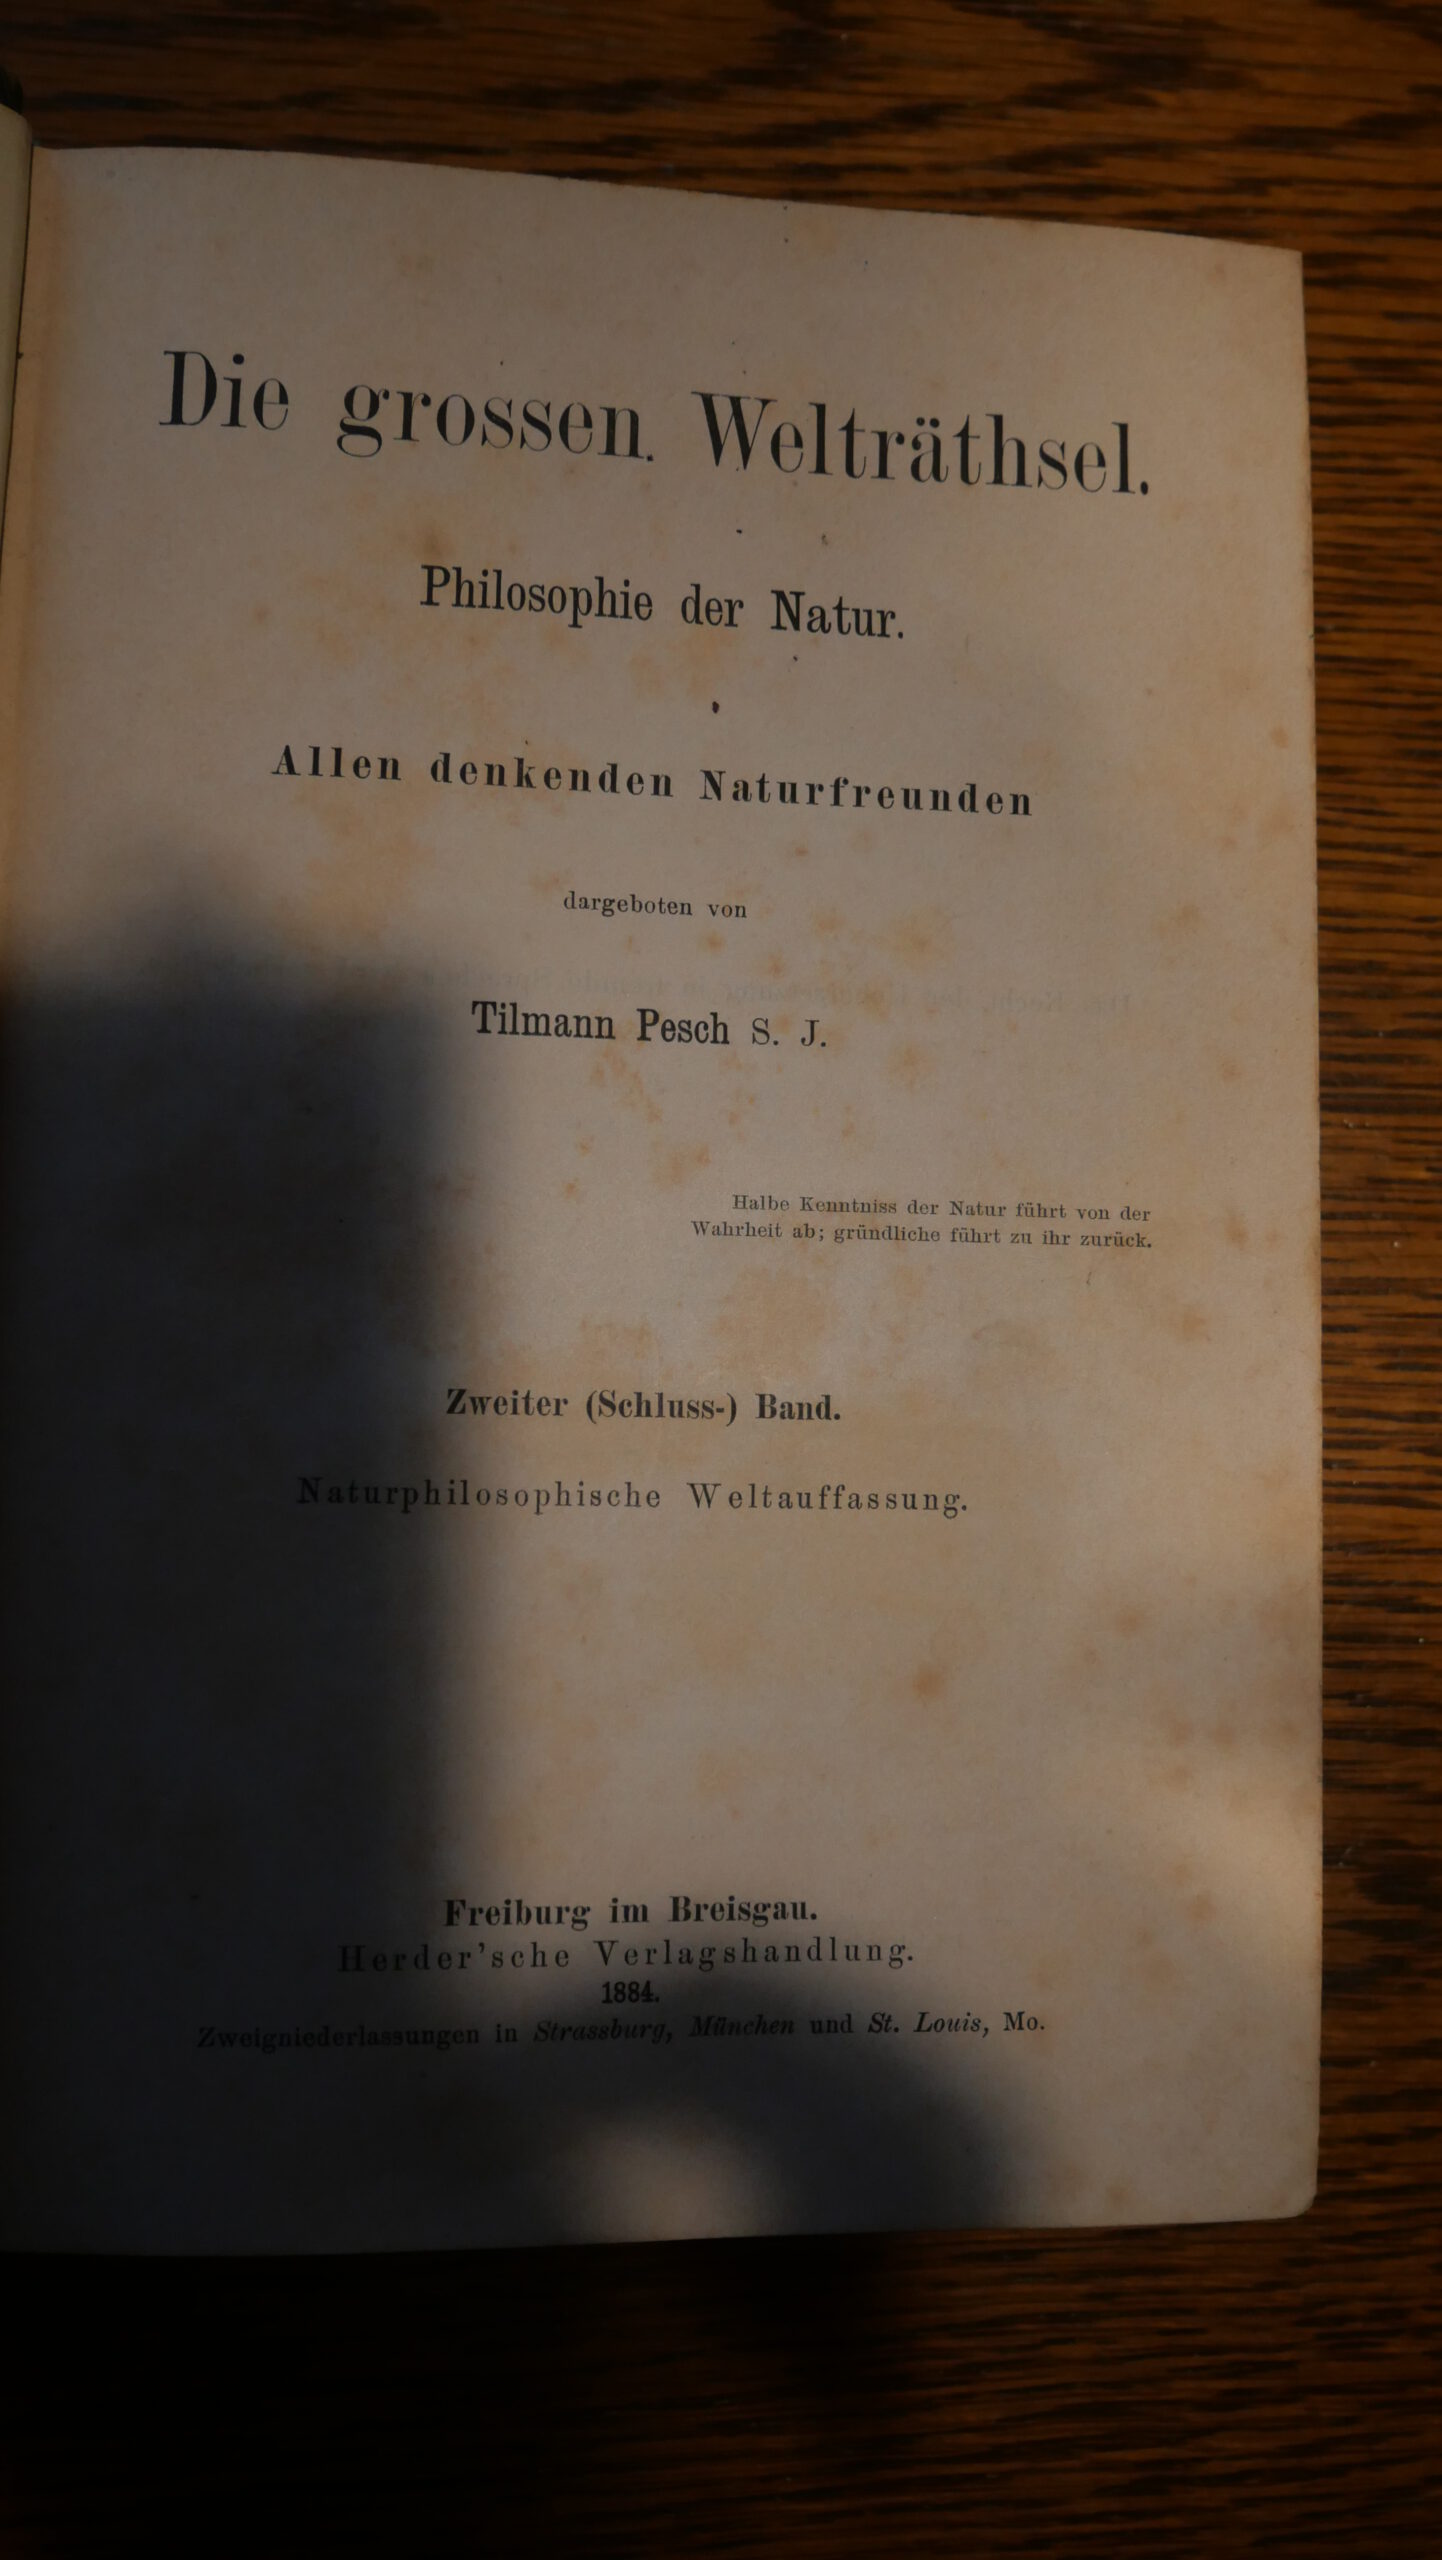 Die grossen Welträthsel.
Philosophie der Natur.
Allen denkenden Naturfreunden
dargeboten von
Tilmann Pesch S. J.
Halbe Kenntniss der Natur führt von der
Wahrheit ab; gründliche führt zu ihr zurück.
Zweiter (Schluss-) Band.
Naturphilosophische Weltauffassung.
Freiburg im Breisgau.
Herder'sche Verlagshandlung.
1884.
Zweigniederlassungen in Strassburg, München und St. Louis, Mo.